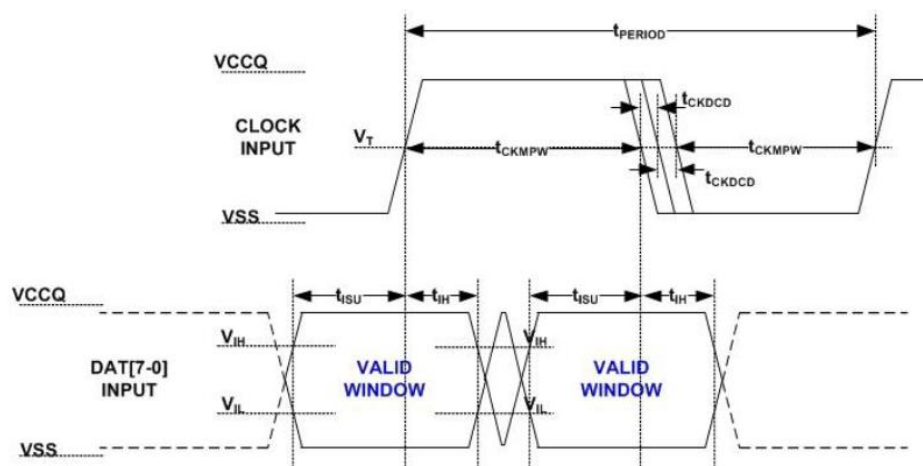 tPERIOD
VCCQ
tCKDCD
CLOCK
INPUT
VT
tCKMPW
tCKMPW
tCKDCD
VSS
VCCQ
tISU
tIH
tISU
tIH
VIH
VIH
DAT[7-0]
INPUT
VALID
WINDOW
VALID
WINDOW
VIL
VIL
VSS